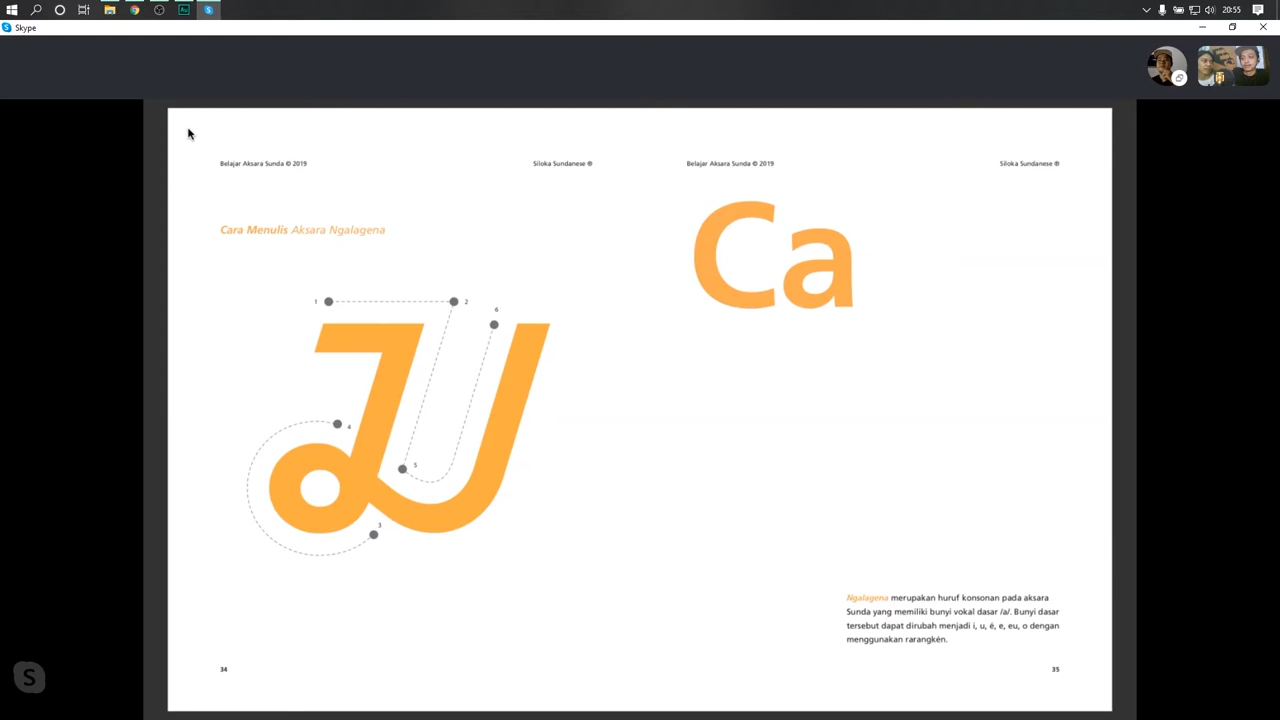 20:55
Skype
Belajar Aksara Sunda © 2019
Siloka Sundanese ®
Cara Menulis Aksara Ngalagena
1
2
6
4
5
3
34
Belajar Aksara Sunda © 2019
Siloka Sundanese ®
Ca
Ngalagena merupakan huruf konsonan pada aksara
Sunda yang memiliki bunyi vokal dasar /a/. Bunyi dasar
tersebut dapat dirubah menjadi i, u, é, e, eu, o dengan
menggunakan rarangkén.
35